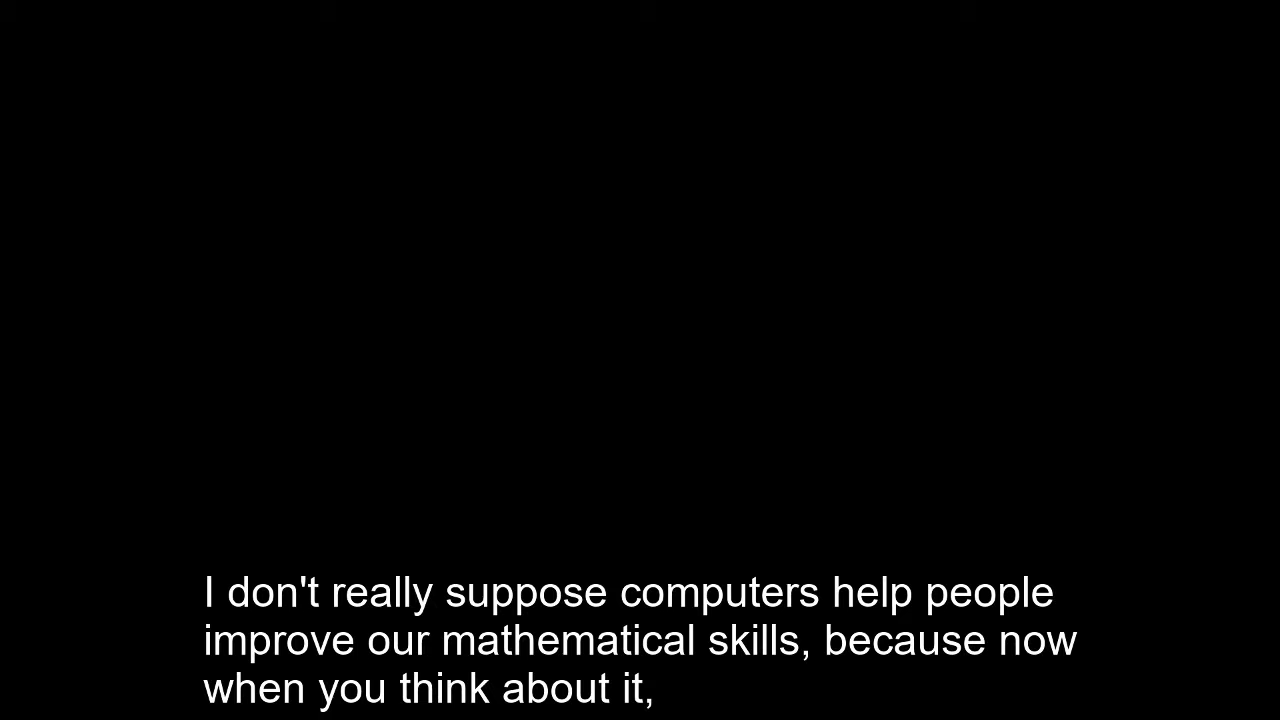 I don't really suppose computers help people
improve our mathematical skills, because now
when you think about it,